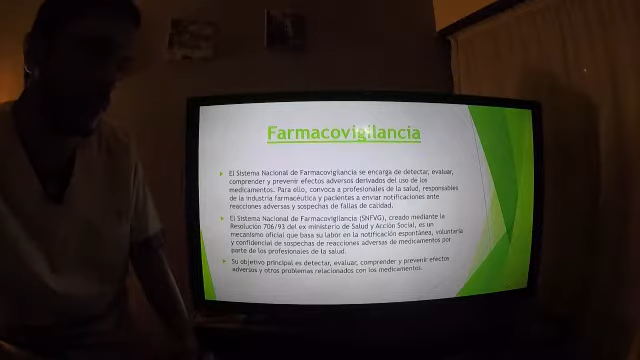 Farmacovigilancia
El Sistema Nacional de Farmacovigilancia se encarga de detectar, evaluar,
comprender y prevenir efectos adversos derivados del uso de los
medicamentos. Para ello, convoca a profesionales de la salud, responsables
de la industria farmacéutica y pacientes a enviar notificaciones ante
reacciones adversas y sospechas de fallas de calidad.
El Sistema Nacional de Farmacovigilancia (SNFVG), creado mediante la
Resolución 706/93 del ex ministerio de Salud y Acción Social, es un
mecanismo oficial que basa su labor en la notificación espontánea, voluntaria
y confidencial de sospechas de reacciones adversas de medicamentos por
parte de los profesionales de la salud.
Su objetivo principal es detectar, evaluar, comprender y prevenir efectos
adversos y otros problemas relacionados con los medicamentos.